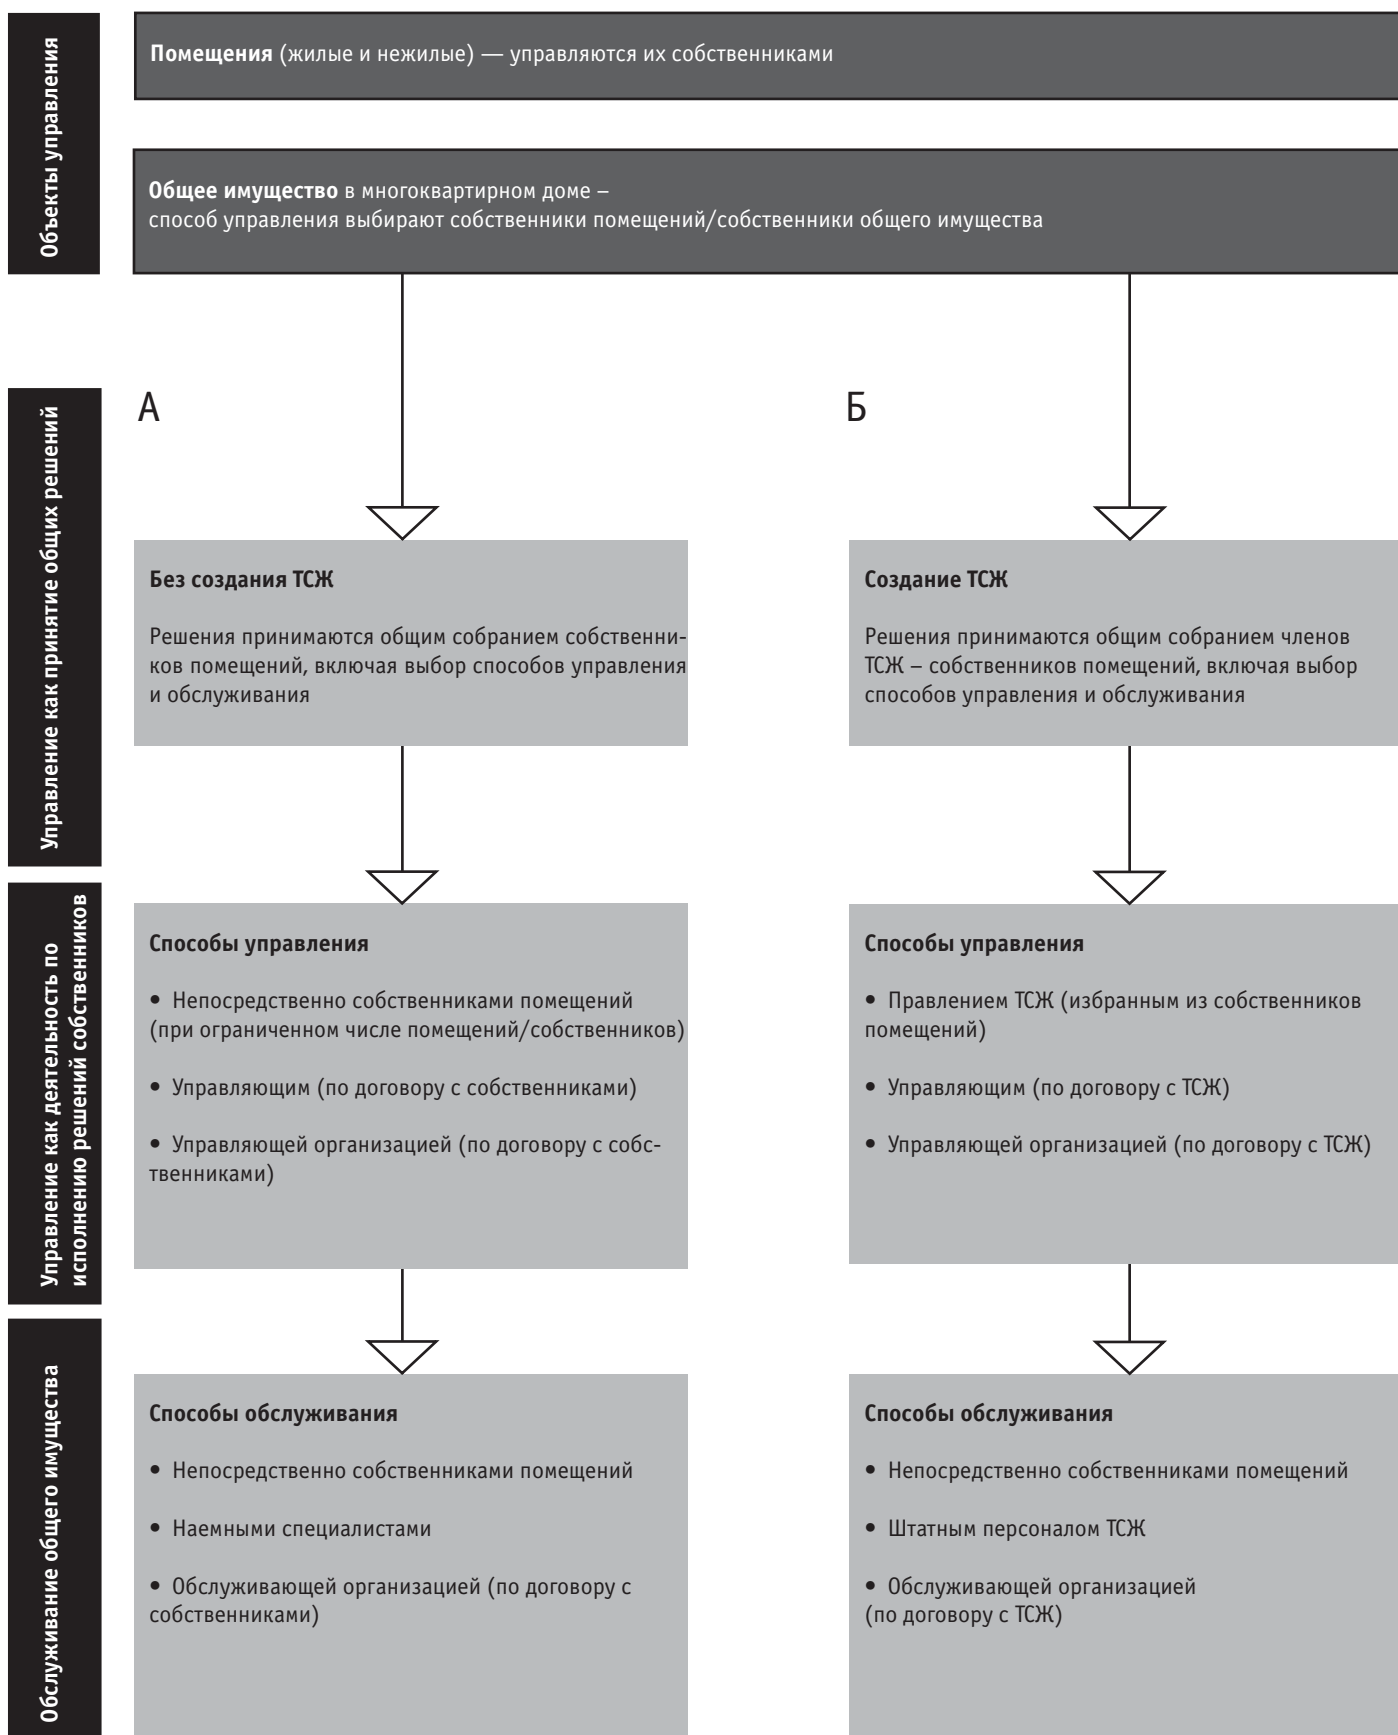 Объекты управления
Помещения (жилые и нежилые) — управляются их собственниками
Общее имущество в многоквартирном доме –
способ управления выбирают собственники помещений/собственники общего имущества
Управление как принятие общих решений
А
Без создания ТСЖ
Решения принимаются общим собранием собственни-
ков помещений, включая выбор способов управления
и обслуживания
Б
Создание ТСЖ
Решения принимаются общим собранием членов
ТСЖ – собственников помещений, включая выбор
способов управления и обслуживания
Управление как деятельность по
исполнению решений собственников
Способы управления
• Непосредственно собственниками помещений
(при ограниченном числе помещений/собственников)
• Управляющим (по договору с собственниками)
• Управляющей организацией (по договору с собс-
твенниками)
Способы управления
• Правлением ТСЖ (избранным из собственников
помещений)
• Управляющим (по договору с ТСЖ)
• Управляющей организацией (по договору с ТСЖ)
Обслуживание общего имущества
Способы обслуживания
• Непосредственно собственниками помещений
• Наемными специалистами
• Обслуживающей организацией (по договору с
собственниками)
Способы обслуживания
• Непосредственно собственниками помещений
• Штатным персоналом ТСЖ
• Обслуживающей организацией
(по договору с ТСЖ)